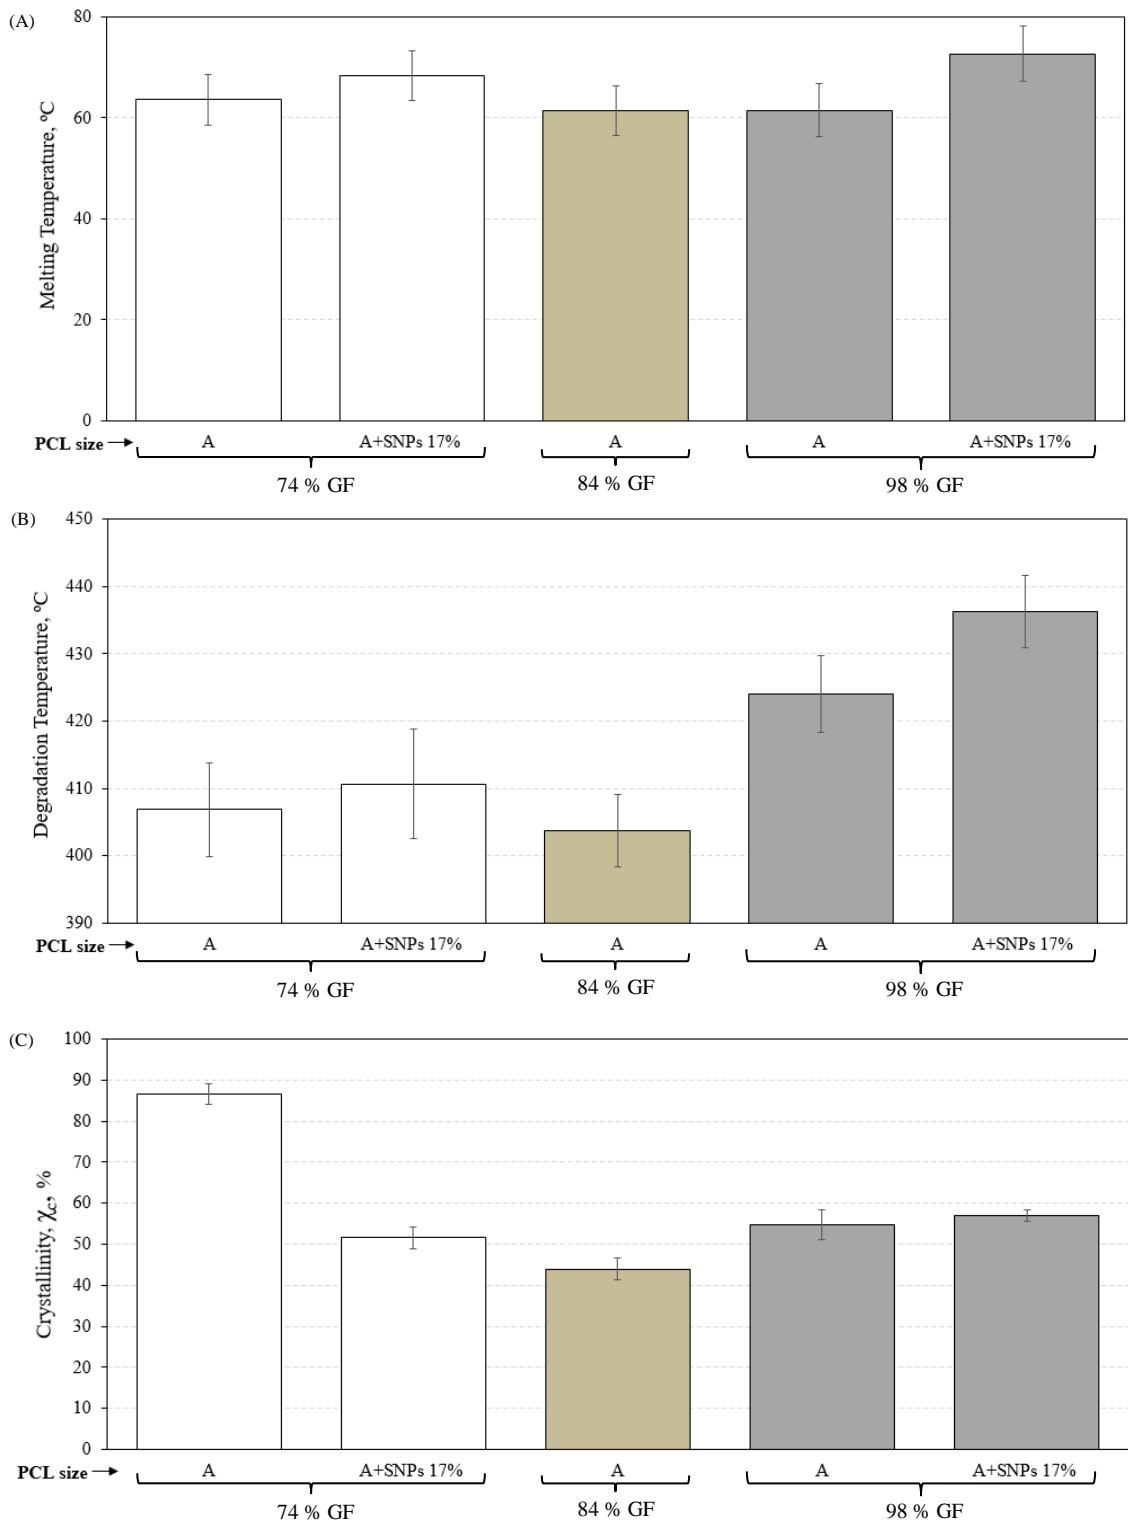 (A)
Melting Temperature, ºC
80
60
40
20
0
PCL size
A
A+SNPs 17%
A
A
A+SNPs 17%
74 % GF
84 % GF
98 % GF
(B)
Degradation Temperature, ºC
450
440
430
420
410
400
390
PCL size
A
A+SNPs 17%
A
A
A+SNPs 17%
74 % GF
84 % GF
98 % GF
(C)
Crystallinity, χc, %
100
90
80
70
60
50
40
30
20
10
0
PCL size
A
A+SNPs 17%
A
A
A+SNPs 17%
74 % GF
84 % GF
98 % GF